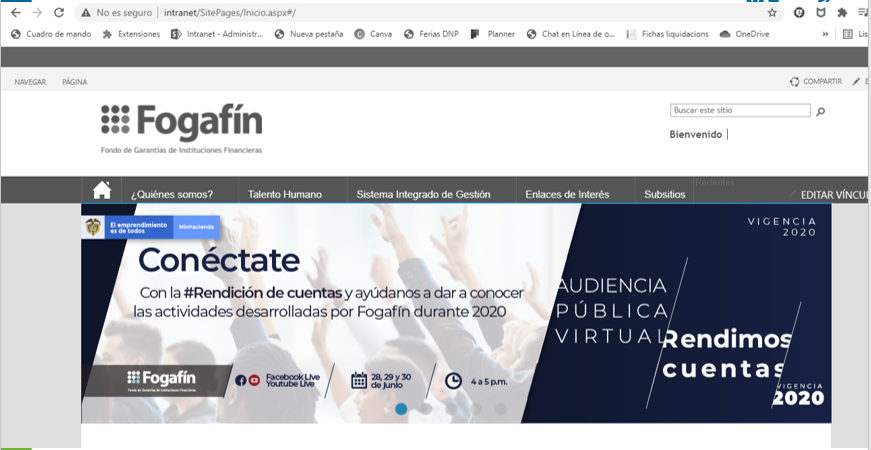 No es seguro | intranet/SitePages/Inicio.aspx#/
Cuadro de mando Extensiones Intranet - Administr... Nueva pestaña Canva Ferias DNP Planner Chat en Línea de o... Fichas liquidacions OneDrive » Lis
NAVEGAR PÁGINA COMPARTIR E
Fogafín
Fondo de Garantías de Instituciones Financieras
Buscar este sitio
Bienvenido |
¿Quiénes somos? Talento Humano Sistema Integrado de Gestión Enlaces de Interés Subsitios Recientes EDITAR VÍNCU
El emprendimiento
es de todos
Minhacienda
Conéctate
Con la #Rendición de cuentas y ayúdanos a dar a conocer
las actividades desarrolladas por Fogafín durante 2020
Fogafín
Fondo de Garantías de Instituciones Financieras
Facebook Live
Youtube Live
28, 29 y 30
de junio
4 a 5 p.m.
VIGENCIA
2020
AUDIENCIA
PÚBLICA
VIRTUAL
Rendimos
cuentas
VIGENCIA
2020